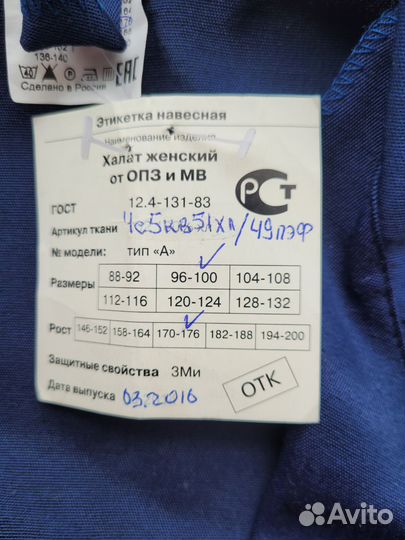 136-140
40
EAC
Сделано в России
Этикетка навесная
Наименование изделия
Халат женский
от ОПЗ и МВ
РСТ
ГОСТ 12.4-131-83
Артикул ткани 4с5кв51хл/49пэф
№ модели: тип «А»
Размеры 88-92 96-100 104-108
112-116 120-124 128-132
Рост 146-152 158-164 170-176 182-188 194-200
Защитные свойства ЗМи
Дата выпуска 03.2016
ОТК
Avito